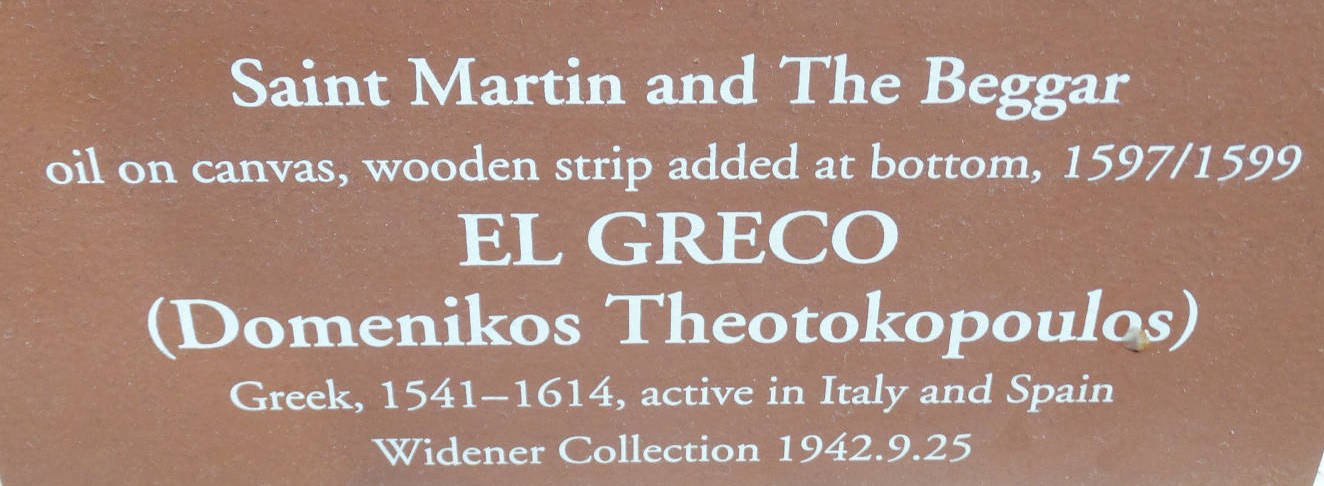 Saint Martin and The Beggar
oil on canvas, wooden strip added at bottom, 1597/1599
EL GRECO
(Domenikos Theotokopoulos)
Greek, 1541–1614, active in Italy and Spain
Widener Collection 1942.9.25